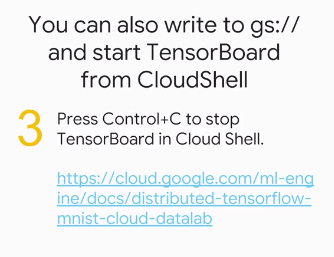 You can also write to gs://
and start TensorBoard
from CloudShell
3
Press Control+C to stop
TensorBoard in Cloud Shell.
https://cloud.google.com/ml-eng
ine/docs/distributed-tensorflow-
mnist-cloud-datalab